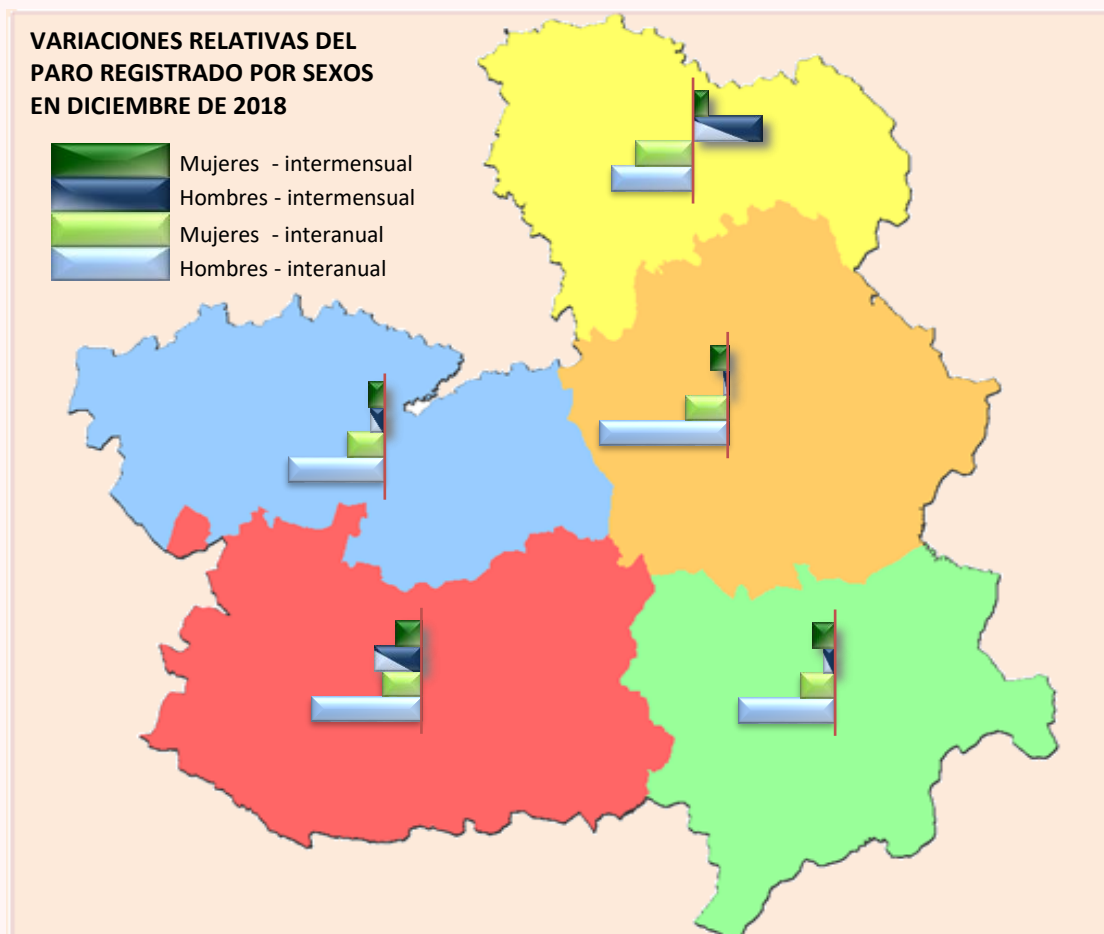 VARIACIONES RELATIVAS DEL
PARO REGISTRADO POR SEXOS
EN DICIEMBRE DE 2018
Mujeres - intermensual
Hombres - intermensual
Mujeres - interanual
Hombres - interanual